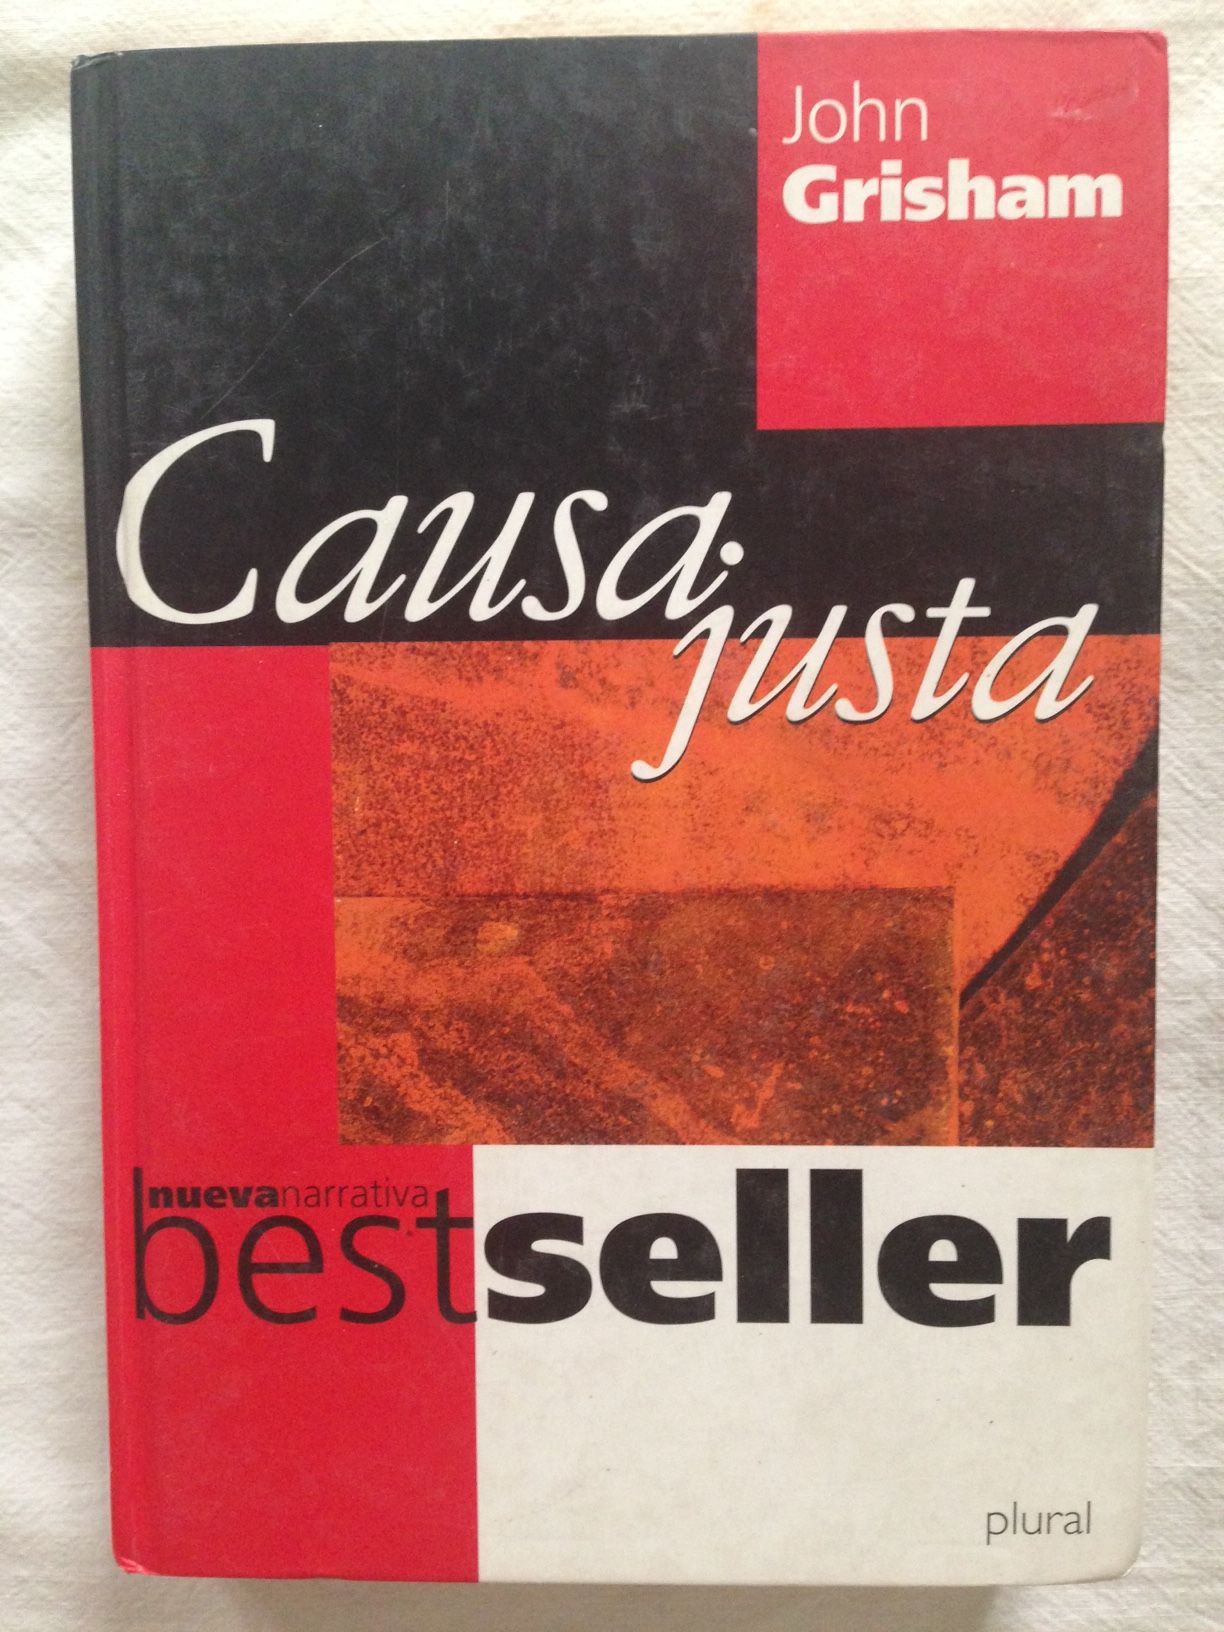 John
Grisham
Causa
justa
nuevanarrativa
bestseller
plural